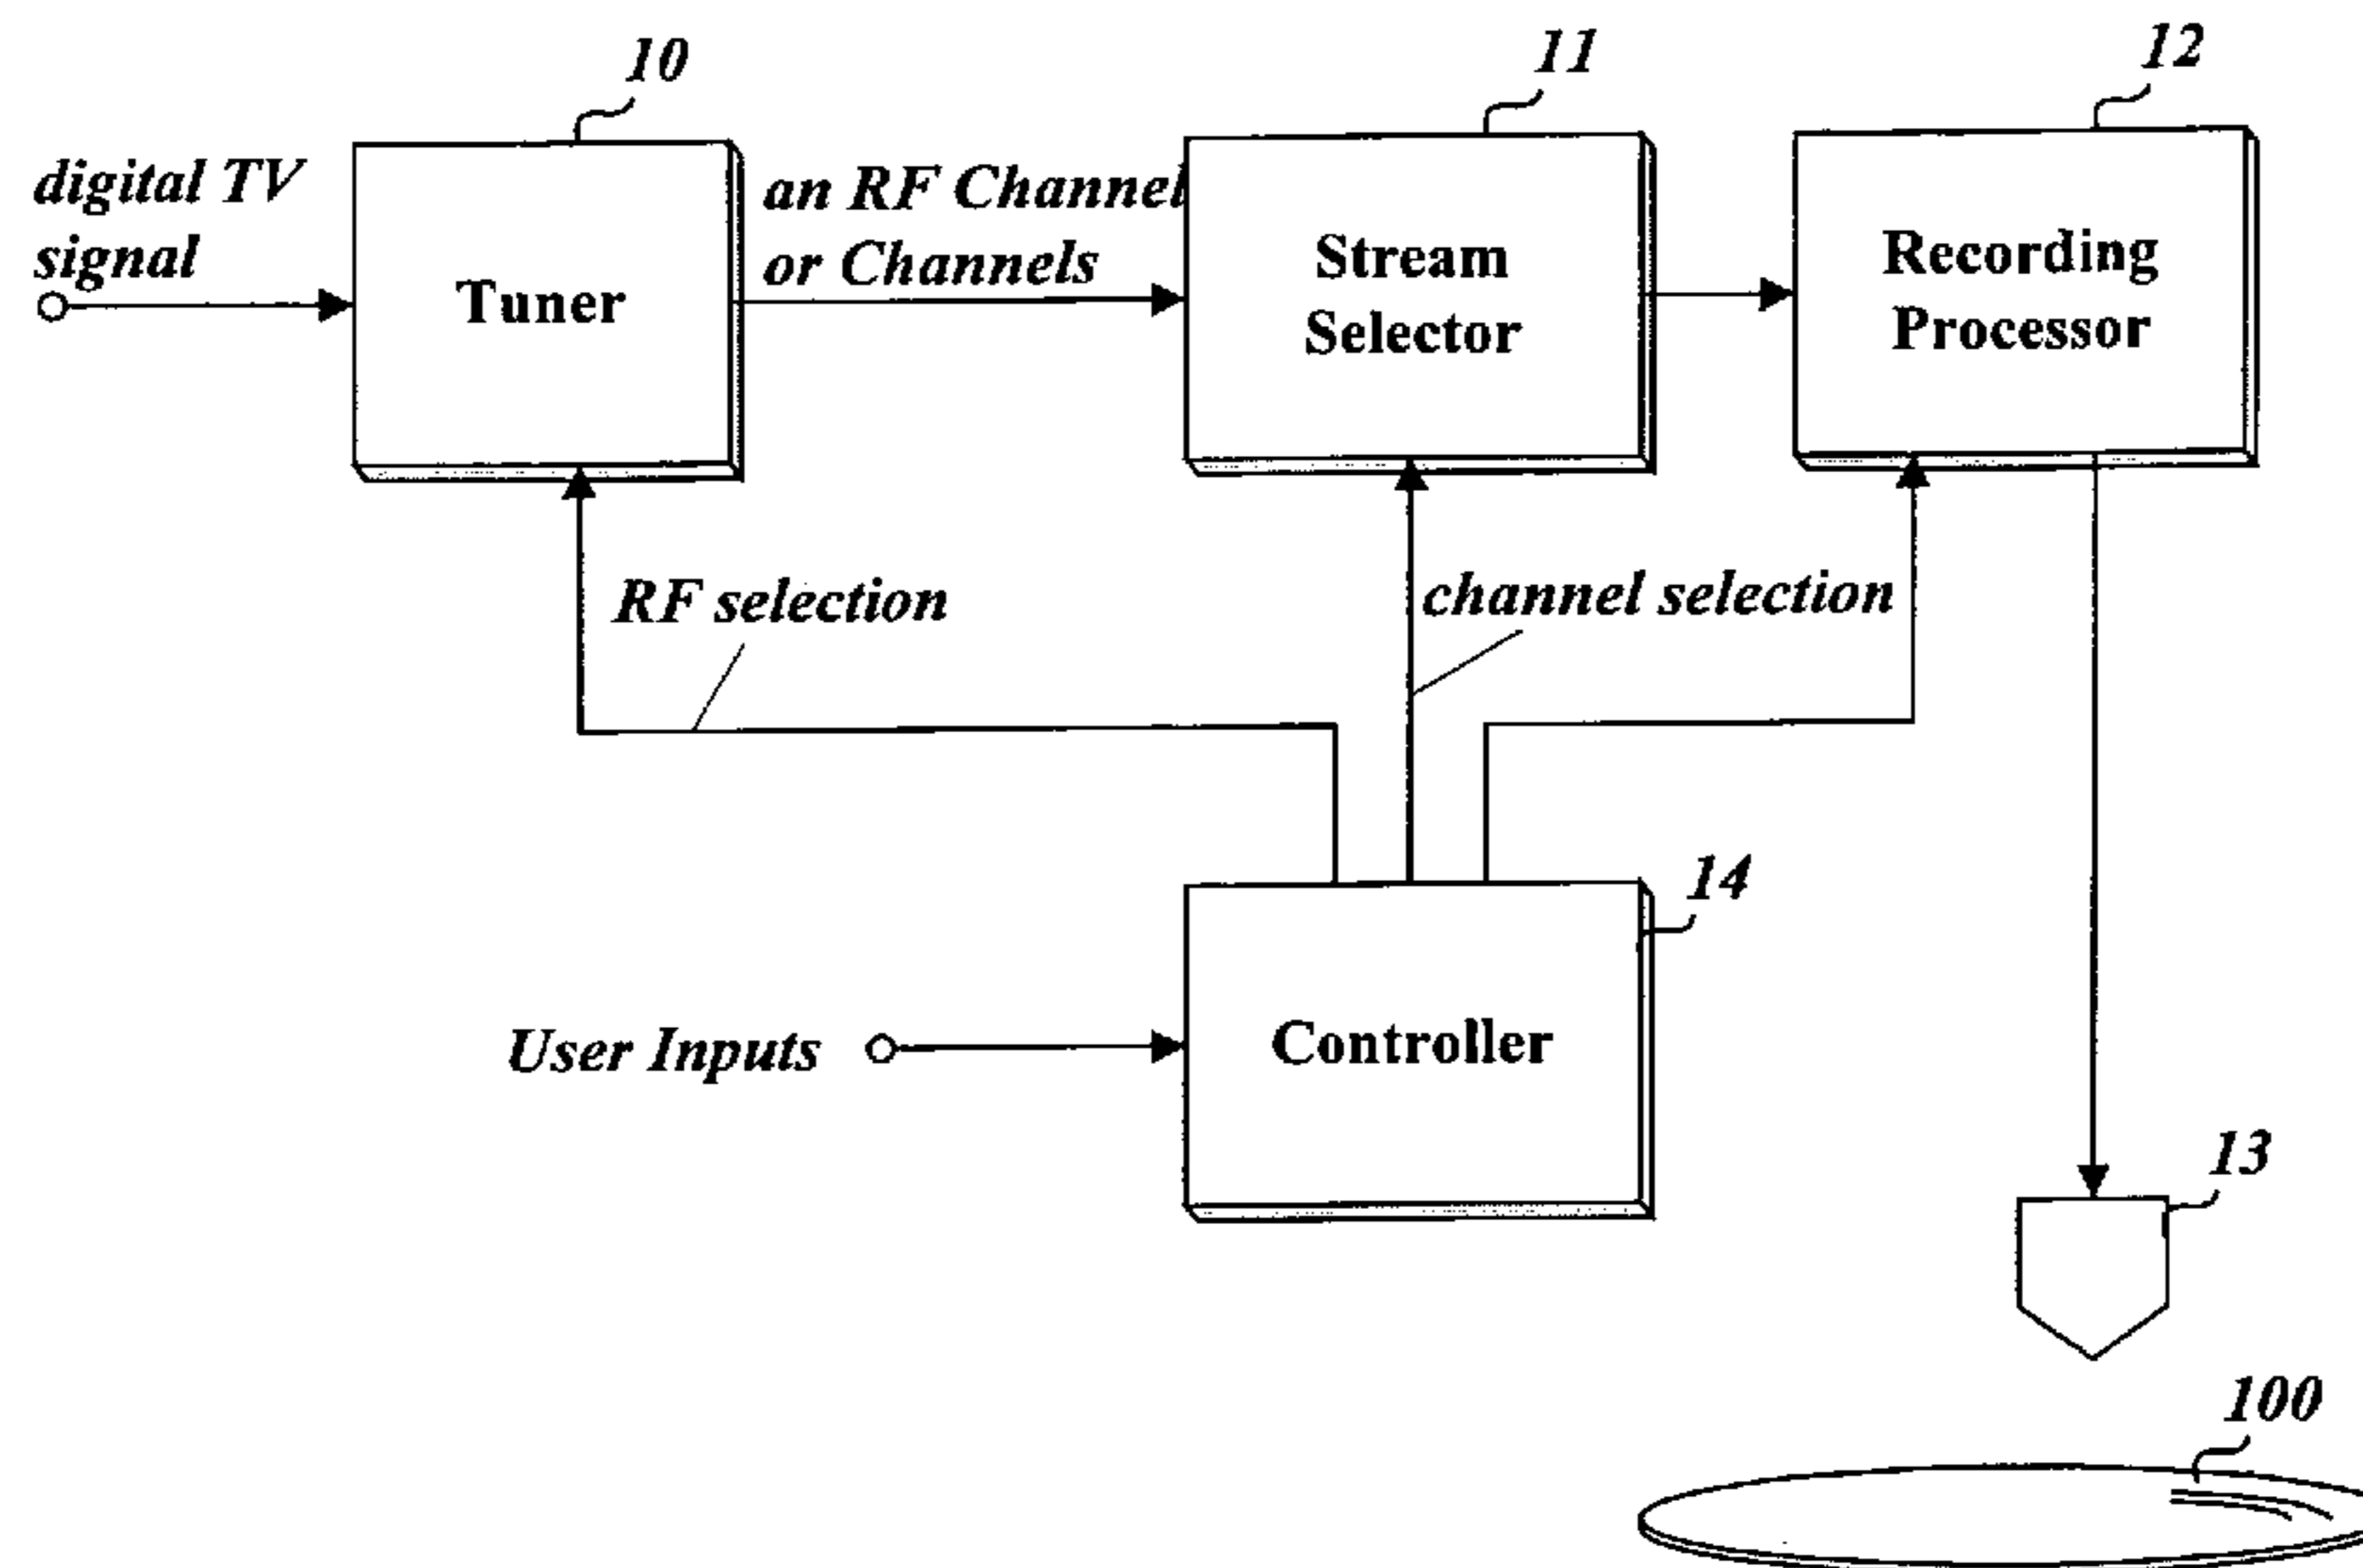 10
11
12
digital TV
signal
Tuner
an RF Channel
or Channels
Stream
Selector
Recording
Processor
RF selection
channel selection
14
User Inputs
Controller
13
100